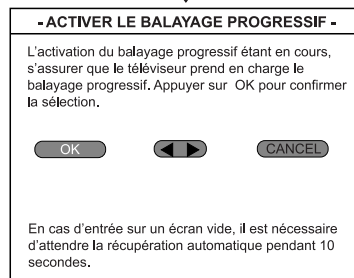 - ACTIVER LE BALAYAGE PROGRESSIF -
L'activation du balayage progressif étant en cours,
s'assurer que le téléviseur prend en charge le
balayage progressif. Appuyer sur OK pour confirmer
la sélection.
OK CANCEL
En cas d'entrée sur un écran vide, il est nécessaire
d'attendre la récupération automatique pendant 10
secondes.